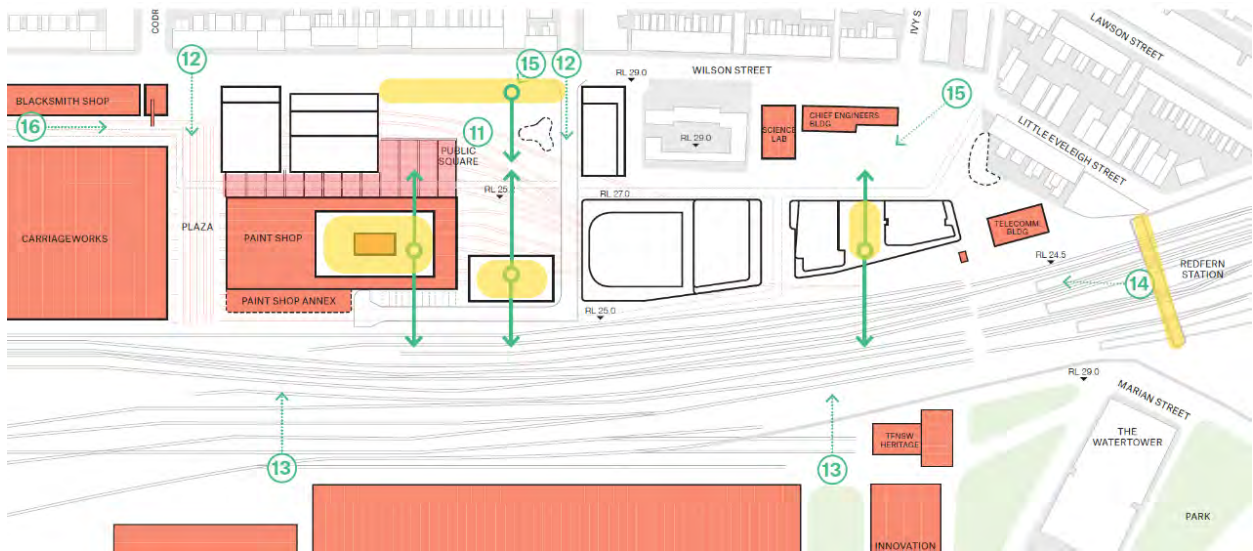 CODR
IVY S
LAWSON STREET
12
15
12
RL 29.0
WILSON STREET
15
BLACKSMITH SHOP
16
11
PUBLIC
SQUARE
RL 29.0
SCIENCE
LAB
CHIEF ENGINEERS
BLDG
LITTLE EVELEIGH STREET
RL 25.
RL 27.0
PLAZA
CARRIAGEWORKS
PAINT SHOP
TELECOMM.
BLDG
RL 24.5
REDFERN
STATION
14
PAINT SHOP ANNEX
RL 25.0
RL 29.0
MARIAN STREET
13
13
TFNSW
HERITAGE
THE
WATERTOWER
PARK
INNOVATION